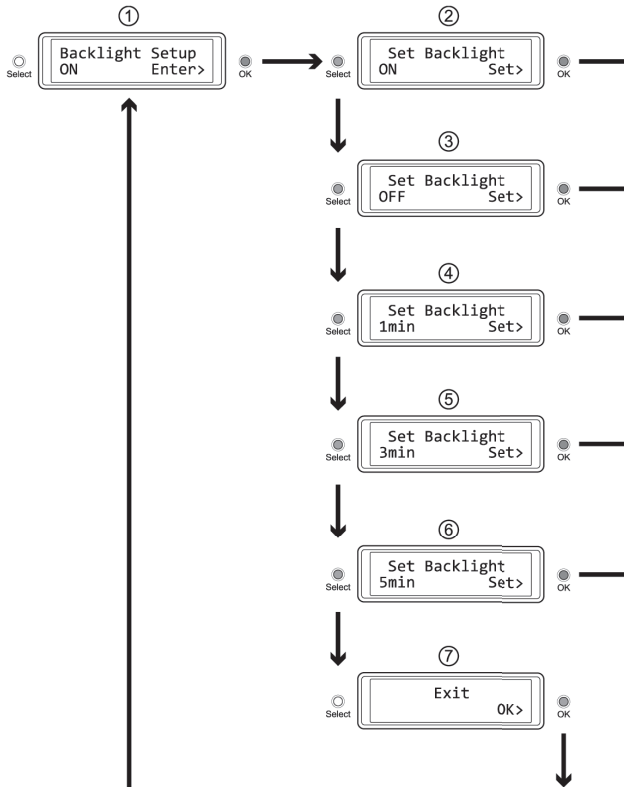 ①
Backlight Setup
ON Enter>
Select
OK
②
Set Backlight
ON Set>
Select
OK
③
Set Backlight
OFF Set>
Select
OK
④
Set Backlight
1min Set>
Select
OK
⑤
Set Backlight
3min Set>
Select
OK
⑥
Set Backlight
5min Set>
Select
OK
⑦
Exit
OK>
Select
OK